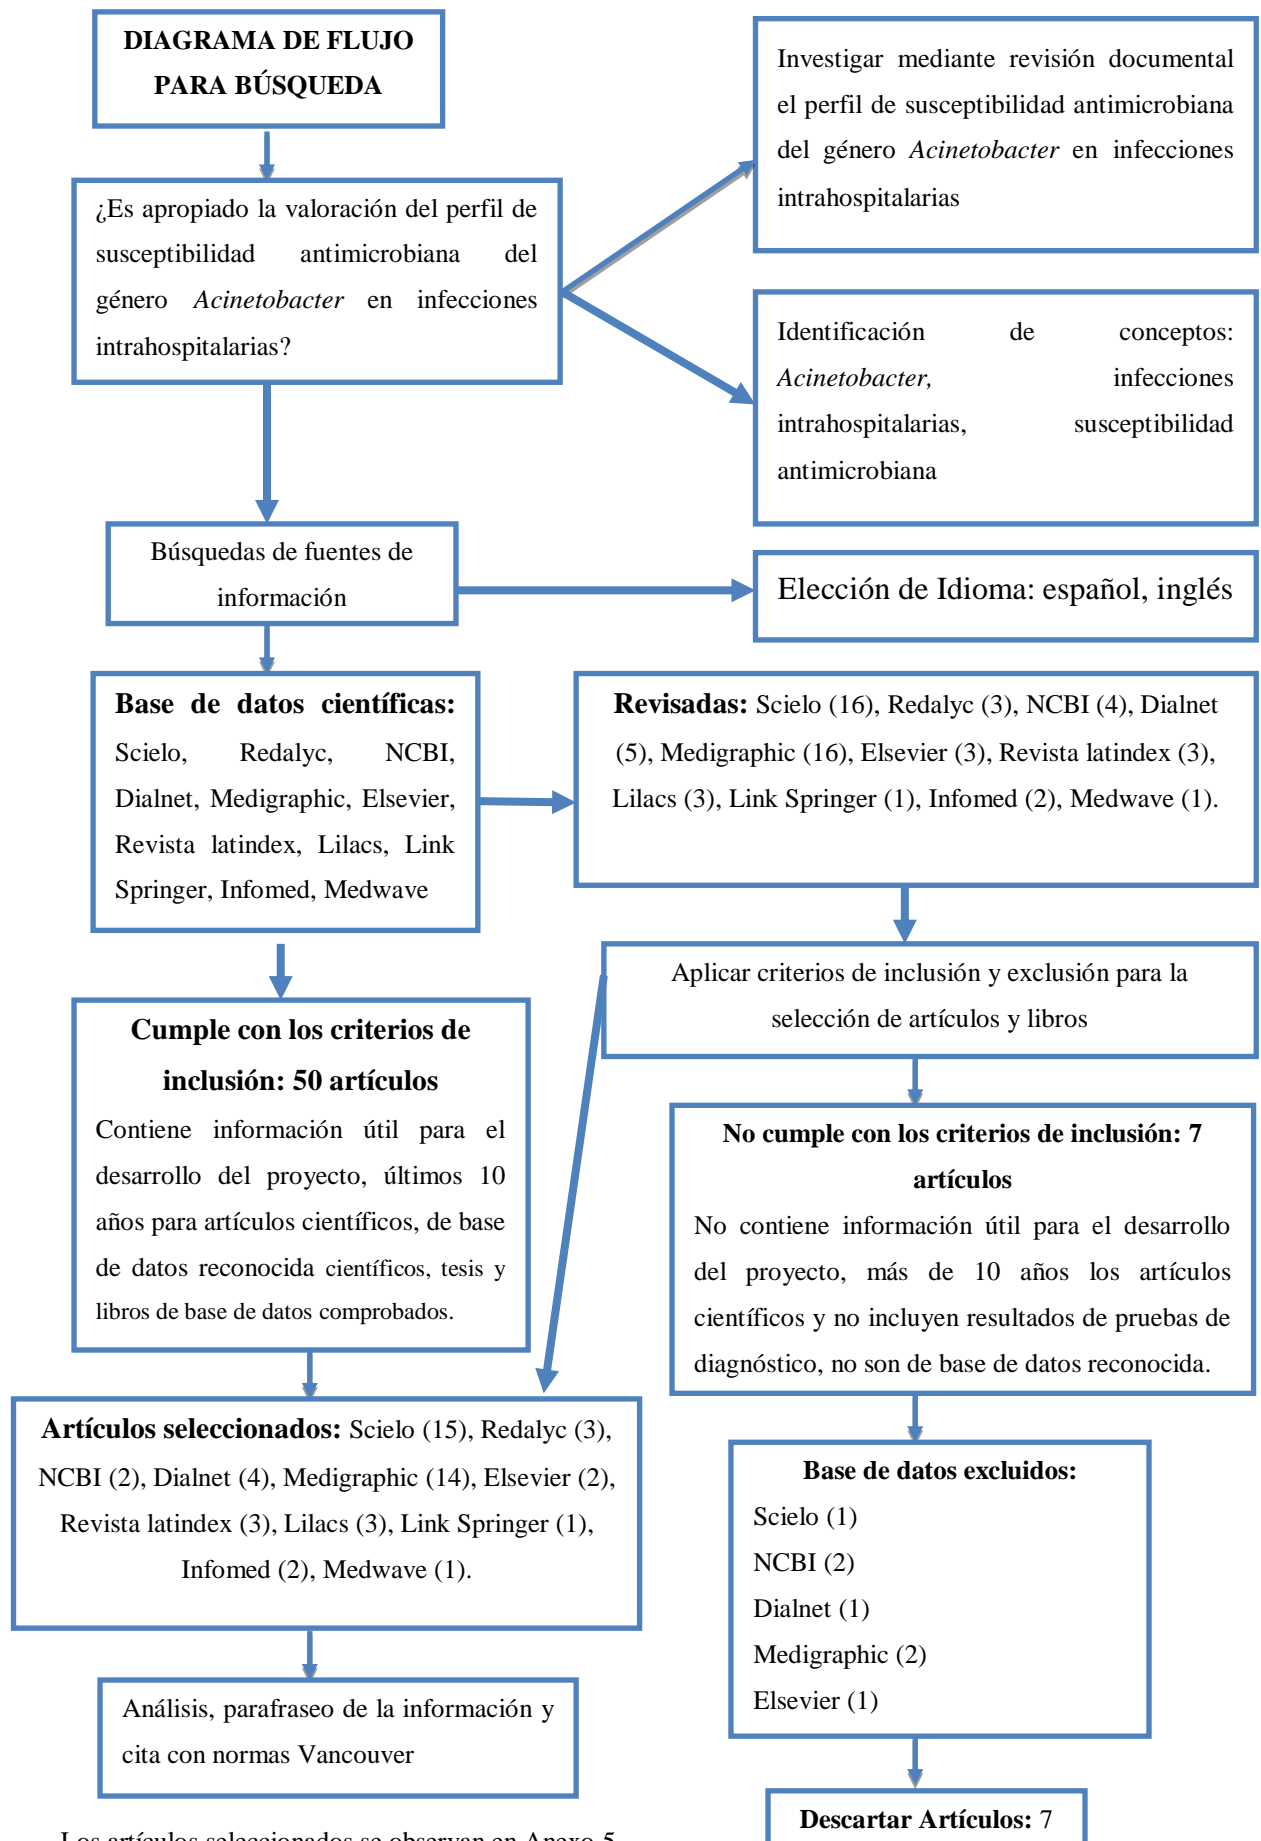 DIAGRAMA DE FLUJO
PARA BÚSQUEDA
Investigar mediante revisión documental
el perfil de susceptibilidad antimicrobiana
del género Acinetobacter en infecciones
intrahospitalarias
¿Es apropiado la valoración del perfil de
susceptibilidad antimicrobiana del
género Acinetobacter en infecciones
intrahospitalarias?
Identificación de conceptos:
Acinetobacter, infecciones
intrahospitalarias, susceptibilidad
antimicrobiana
Búsquedas de fuentes de
información
Elección de Idioma: español, inglés
Base de datos científicas:
Scielo, Redalyc, NCBI,
Dialnet, Medigraphic, Elsevier,
Revista latindex, Lilacs, Link
Springer, Infomed, Medwave
Revisadas: Scielo (16), Redalyc (3), NCBI (4), Dialnet
(5), Medigraphic (16), Elsevier (3), Revista latindex (3),
Lilacs (3), Link Springer (1), Infomed (2), Medwave (1).
Aplicar criterios de inclusión y exclusión para la
selección de artículos y libros
Cumple con los criterios de
inclusión: 50 artículos
Contiene información útil para el
desarrollo del proyecto, últimos 10
años para artículos científicos, de base
de datos reconocida científicos, tesis y
libros de base de datos comprobados.
No cumple con los criterios de inclusión: 7
artículos
No contiene información útil para el desarrollo
del proyecto, más de 10 años los artículos
científicos y no incluyen resultados de pruebas de
diagnóstico, no son de base de datos reconocida.
Artículos seleccionados: Scielo (15), Redalyc (3),
NCBI (2), Dialnet (4), Medigraphic (14), Elsevier (2),
Revista latindex (3), Lilacs (3), Link Springer (1),
Infomed (2), Medwave (1).
Base de datos excluidos:
Scielo (1)
NCBI (2)
Dialnet (1)
Medigraphic (2)
Elsevier (1)
Análisis, parafraseo de la información y
cita con normas Vancouver
Descartar Artículos: 7
Los artículos seleccionados se observan en Anexo 5